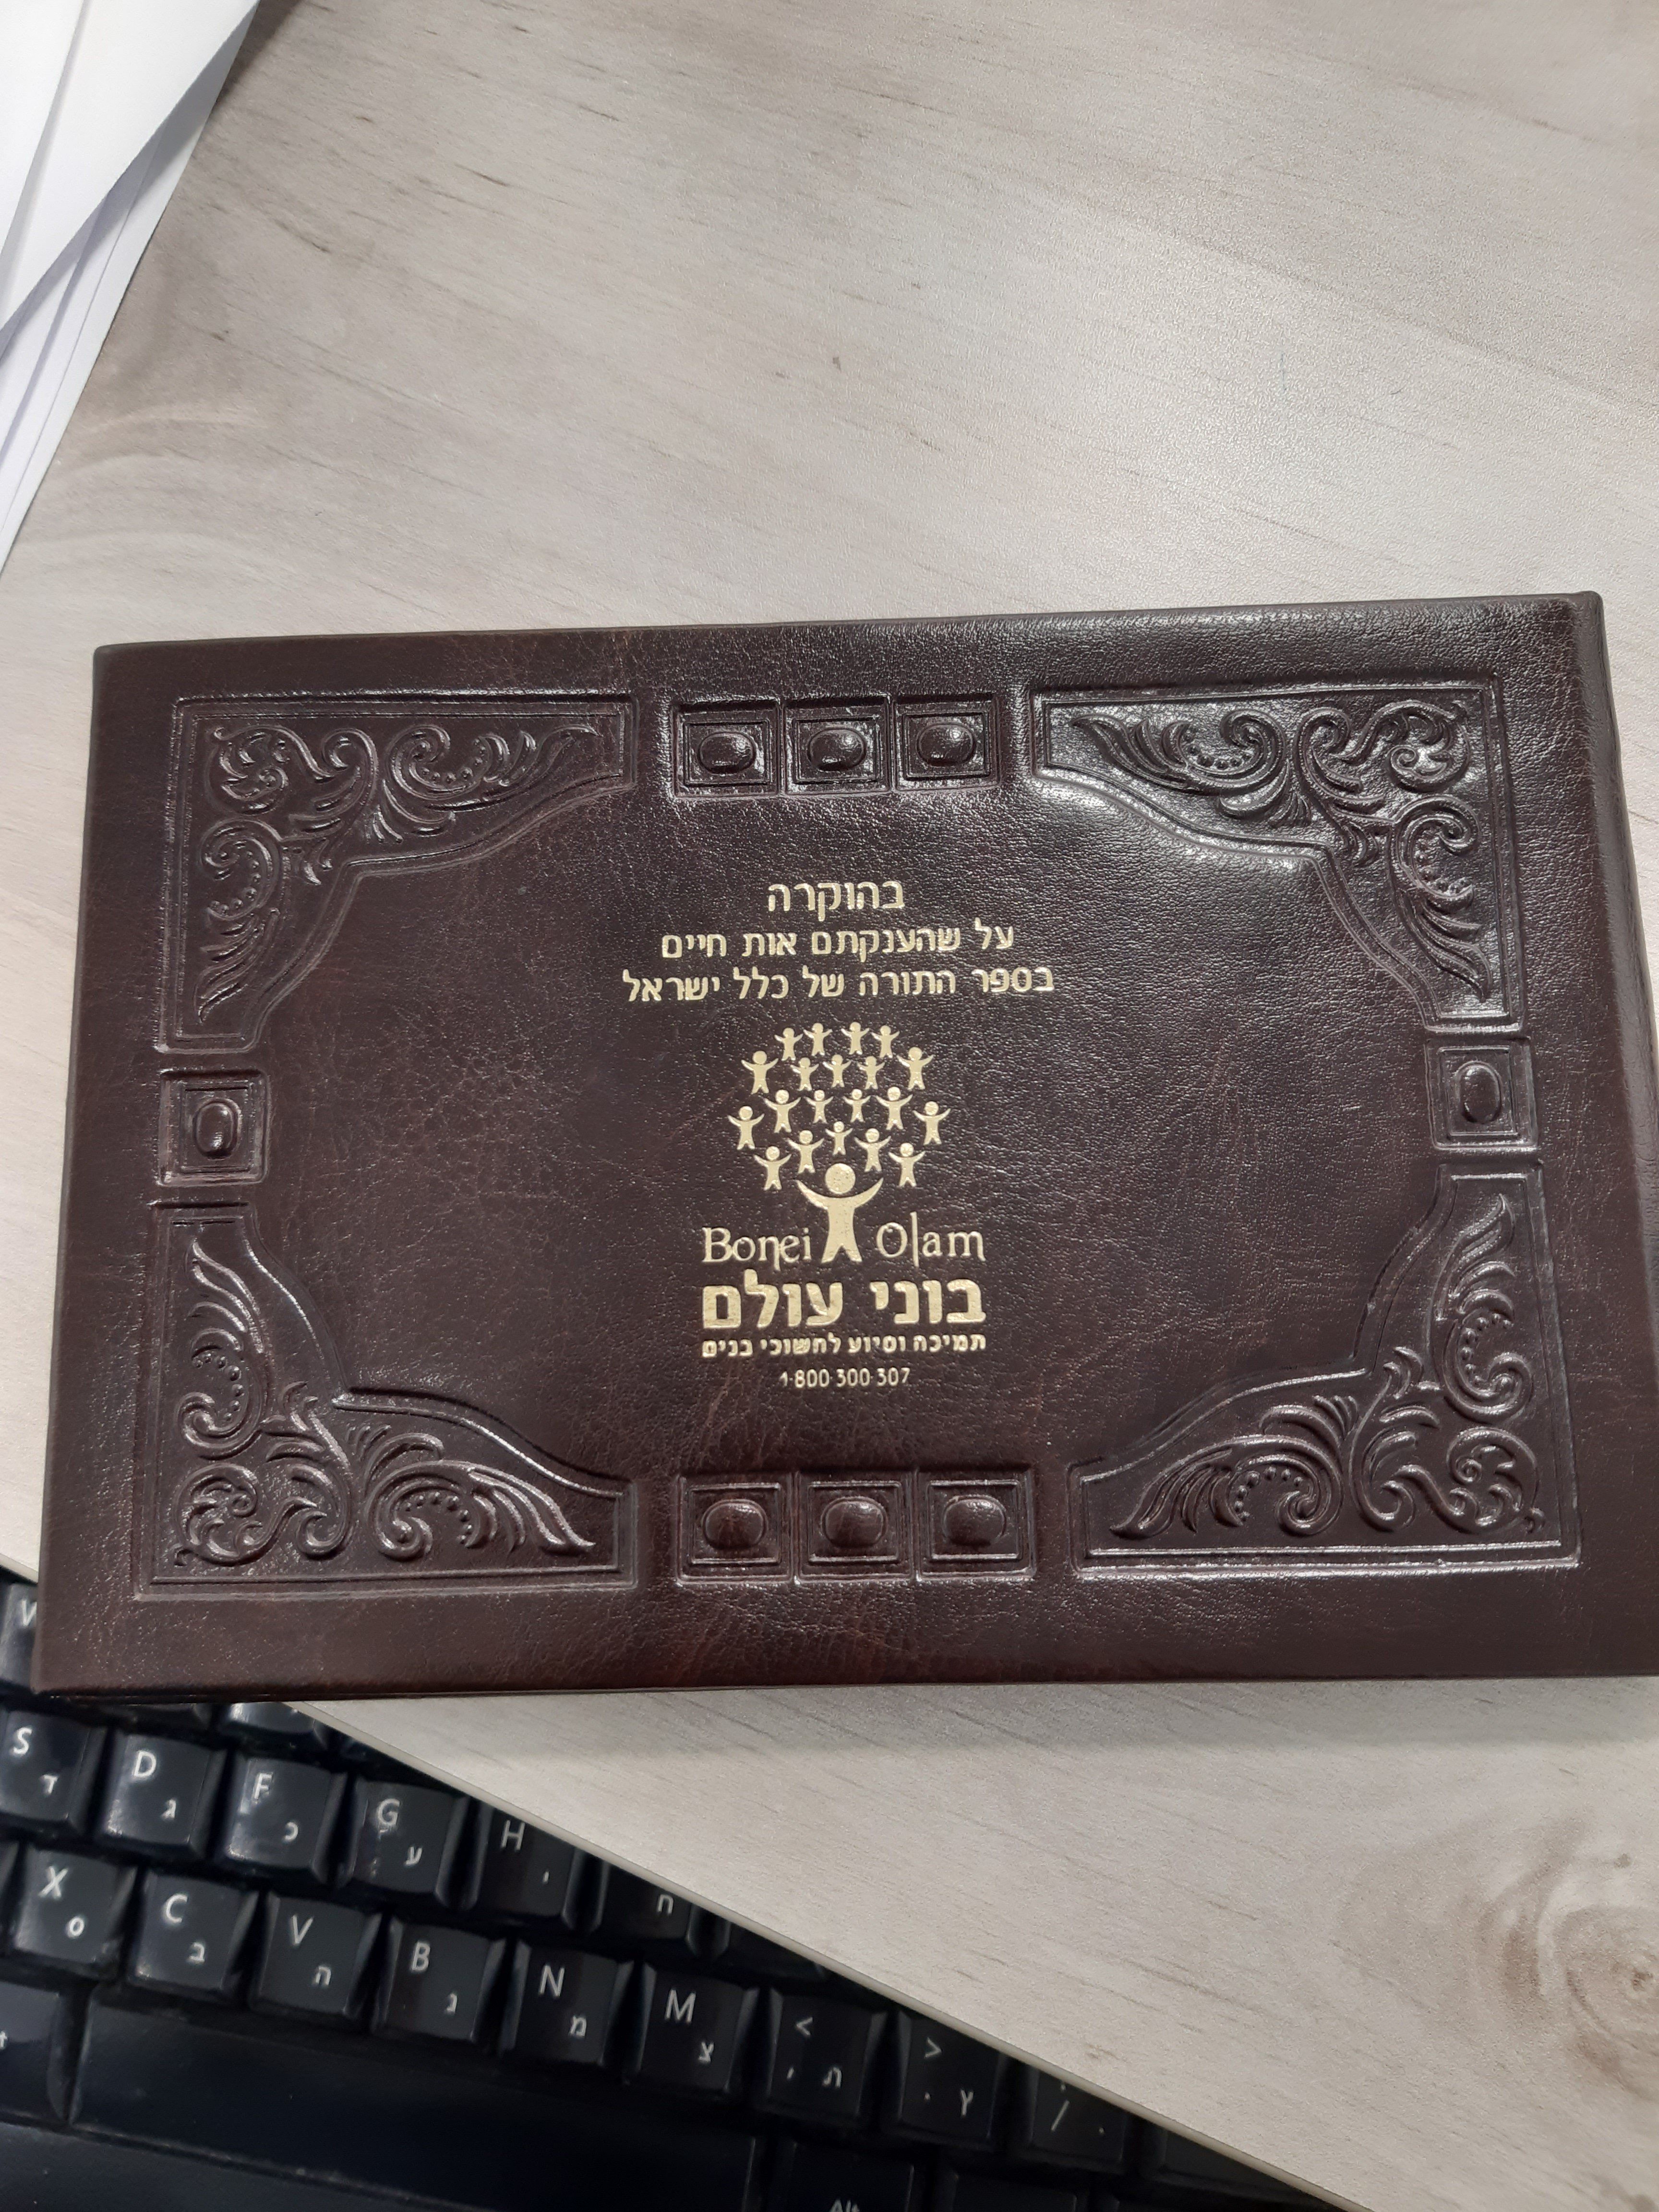 בהוקרה
על שהענקתם אות חיים
בספר התורה של כלל ישראל
Bonei Olam
בוני עולם
תמיכה וסיוע לחשוכי בנים
1-800-300-307
W
S ד
D ג
F כ
G ע
H י
ח
X ס
C ב
V ה
B נ
N מ
M צ
< , ת
> . ץ
/ .
Alt